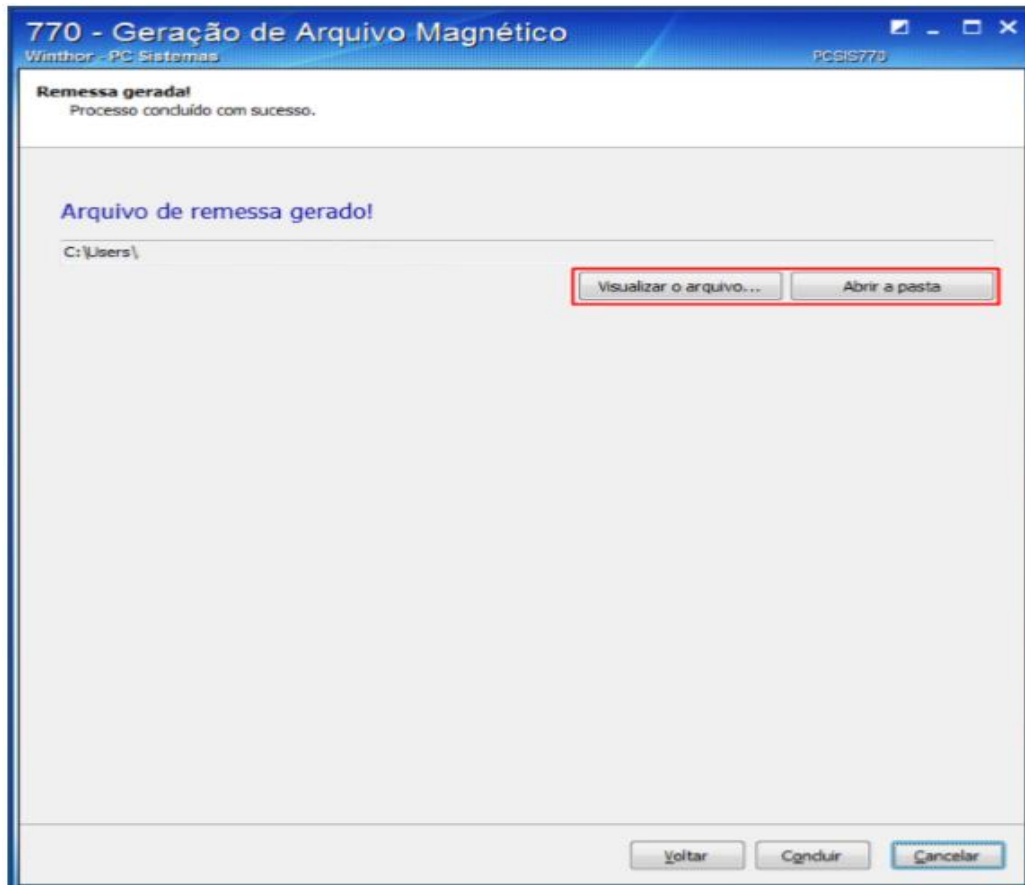 770 - Geração de Arquivo Magnético
Winthor - PC Sistemas PCSIS770
Remessa gerada!
Processo concluído com sucesso.
Arquivo de remessa gerado!
C:\Users\
Visualizar o arquivo... Abrir a pasta
Voltar Concluir Cancelar